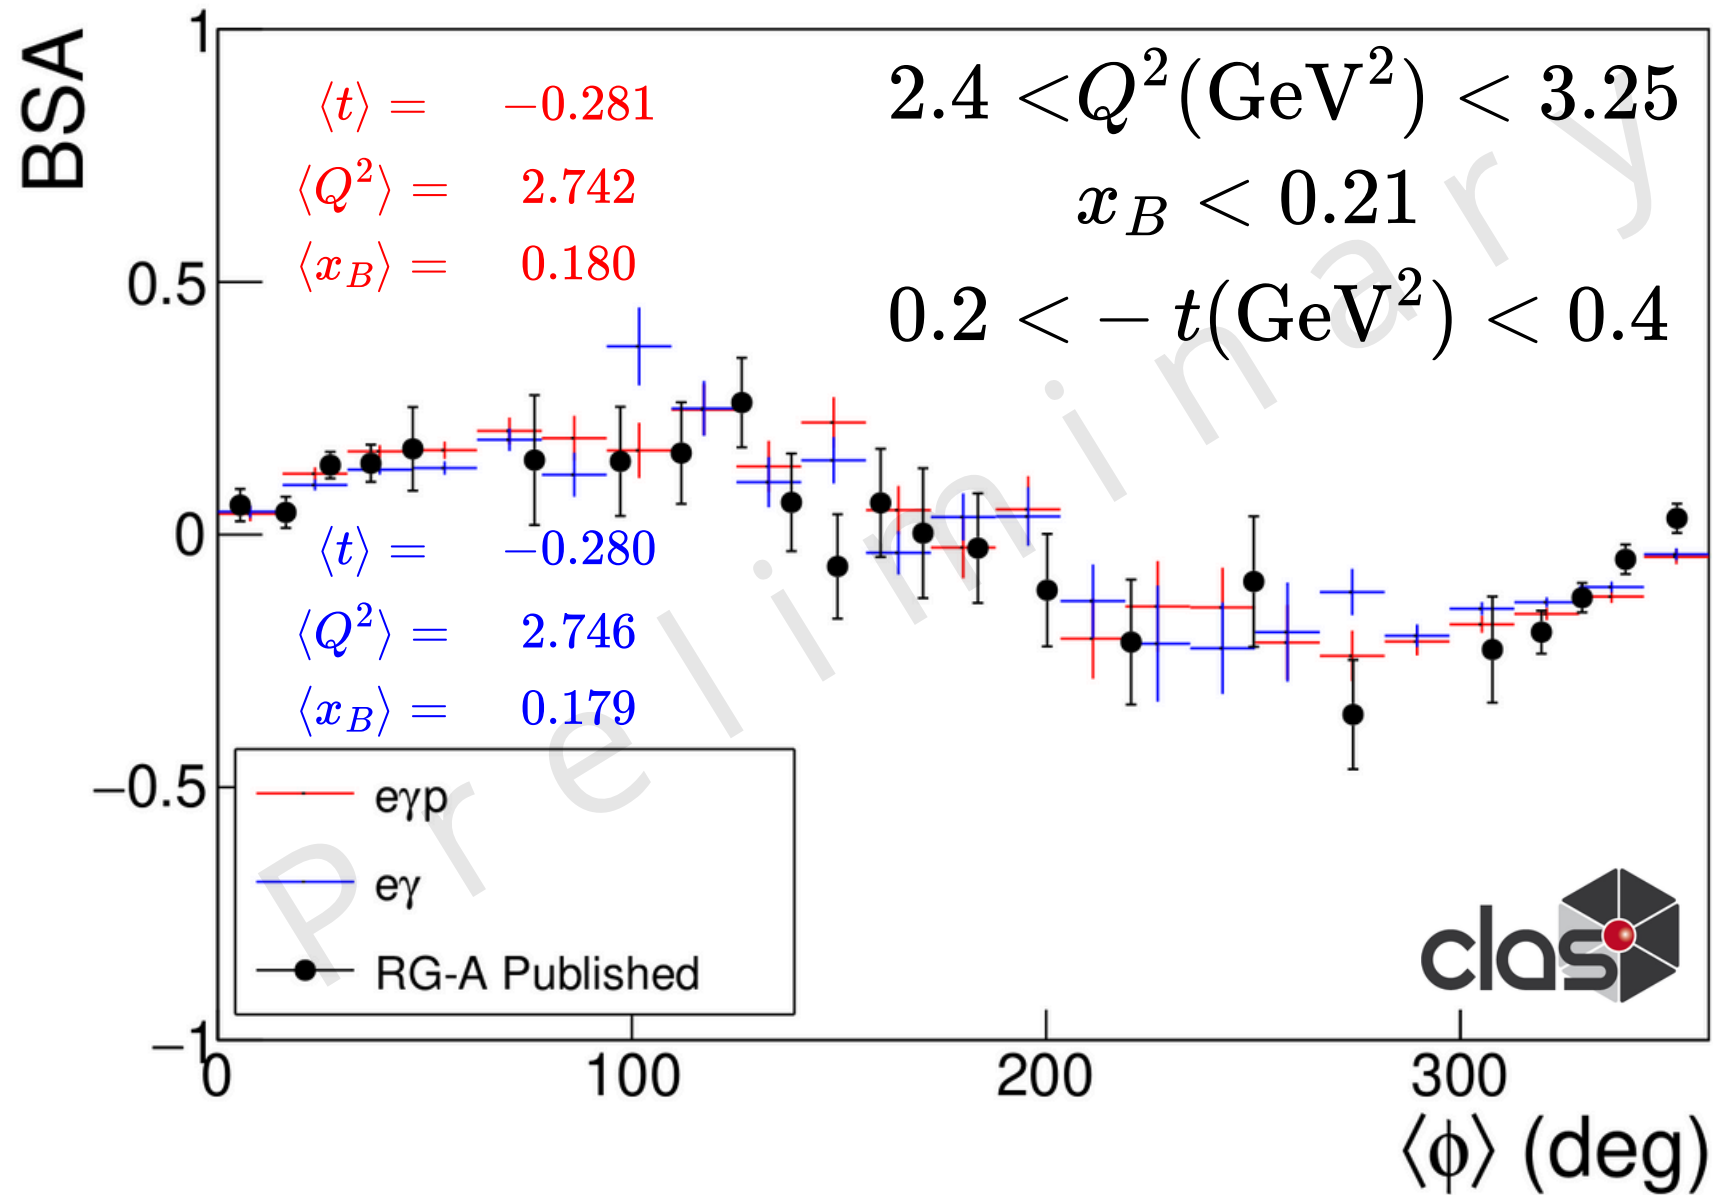 BSA
1
0.5
0
−0.5
−1
⟨t⟩ = −0.281
⟨Q²⟩ = 2.742
⟨x_B⟩ = 0.180
2.4 <Q²(GeV²) < 3.25
x_B < 0.21
0.2 < − t(GeV²) < 0.4
⟨t⟩ = −0.280
⟨Q²⟩ = 2.746
⟨x_B⟩ = 0.179
eγp
eγ
RG-A Published
Preliminary
clas
0 100 200 300
⟨ϕ⟩ (deg)